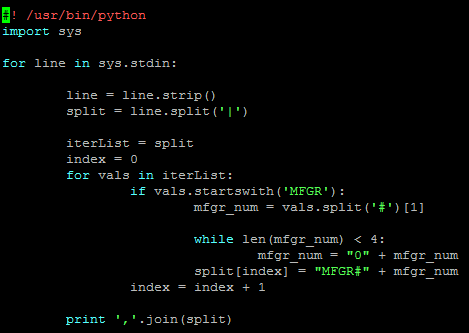 #! /usr/bin/python
import sys

for line in sys.stdin:

        line = line.strip()
        split = line.split('|')

        iterList = split
        index = 0
        for vals in iterList:
                if vals.startswith('MFGR'):
                        mfgr_num = vals.split('#')[1]

                        while len(mfgr_num) < 4:
                                mfgr_num = "0" + mfgr_num
                        split[index] = "MFGR#" + mfgr_num
                index = index + 1

        print ','.join(split)